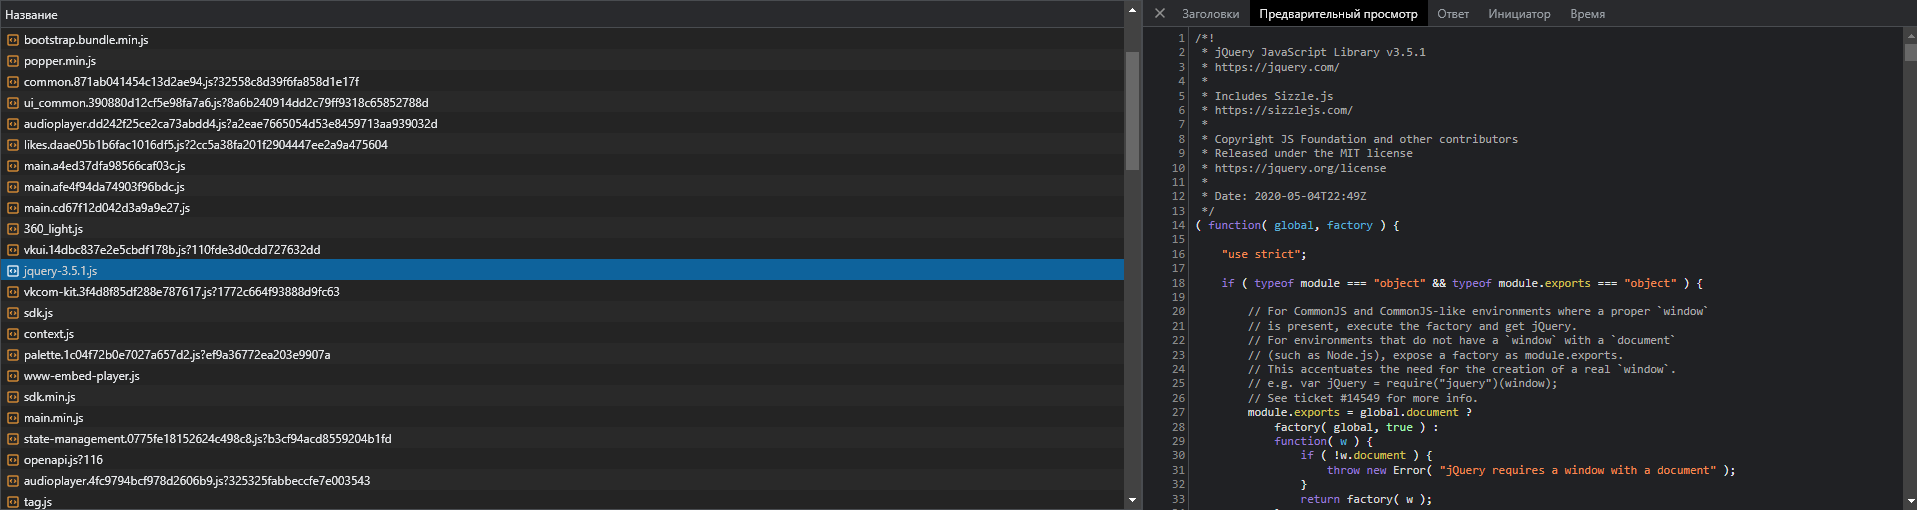 Название
bootstrap.bundle.min.js
popper.min.js
common.871ab041454c13d2ae94.js?32558c8d39f6fa858d1e17f
ui_common.390880d12cf5e98fa7a6.js?8a6b240914dd2c79ff9318c65852788d
audioplayer.dd242f25ce2ca73abdd4.js?a2eae7665054d53e8459713aa939032d
likes.daae05b1b6fac1016df5.js?2cc5a38fa201f2904447ee2a9a475604
main.a4ed37dfa98566caf03c.js
main.afe4f94da74903f96bdc.js
main.cd67f12d042d3a9a9e27.js
360_light.js
vkui.14dbc837e2e5cbdf178b.js?110fde3d0cdd727632dd
jquery-3.5.1.js
vkcom-kit.3f4d8f85df288e787617.js?1772c664f93888d9fc63
sdk.js
context.js
palette.1c04f72b0e7027a657d2.js?ef9a36772ea203e9907a
www-embed-player.js
sdk.min.js
main.min.js
state-management.0775fe18152624c498c8.js?b3cf94acd8559204b1fd
openapi.js?116
audioplayer.4fc9794bcf978d2606b9.js?325325fabbeccfe7e003543
tag.js
Заголовки Предварительный просмотр Ответ Инициатор Время
1 /*!
2 * jQuery JavaScript Library v3.5.1
3 * https://jquery.com/
4 *
5 * Includes Sizzle.js
6 * https://sizzlejs.com/
7 *
8 * Copyright JS Foundation and other contributors
9 * Released under the MIT license
10 * https://jquery.org/license
11 *
12 * Date: 2020-05-04T22:49Z
13 */
14 ( function( global, factory ) {
15
16 "use strict";
17
18 if ( typeof module === "object" && typeof module.exports === "object" ) {
19
20 // For CommonJS and CommonJS-like environments where a proper `window`
21 // is present, execute the factory and get jQuery.
22 // For environments that do not have a `window` with a `document`
23 // (such as Node.js), expose a factory as module.exports.
24 // This accentuates the need for the creation of a real `window`.
25 // e.g. var jQuery = require("jquery")(window);
26 // See ticket #14549 for more info.
27 module.exports = global.document ?
28 factory( global, true ) :
29 function( w ) {
30 if ( !w.document ) {
31 throw new Error( "jQuery requires a window with a document" );
32 }
33 return factory( w );